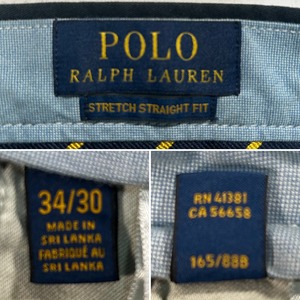 POLO
RALPH LAUREN
STRETCH STRAIGHT FIT
34/30
MADE IN
SRI LANKA
FABRIQUÉ AU
SRI LANKA
RN 41381
CA 56658
165/88B